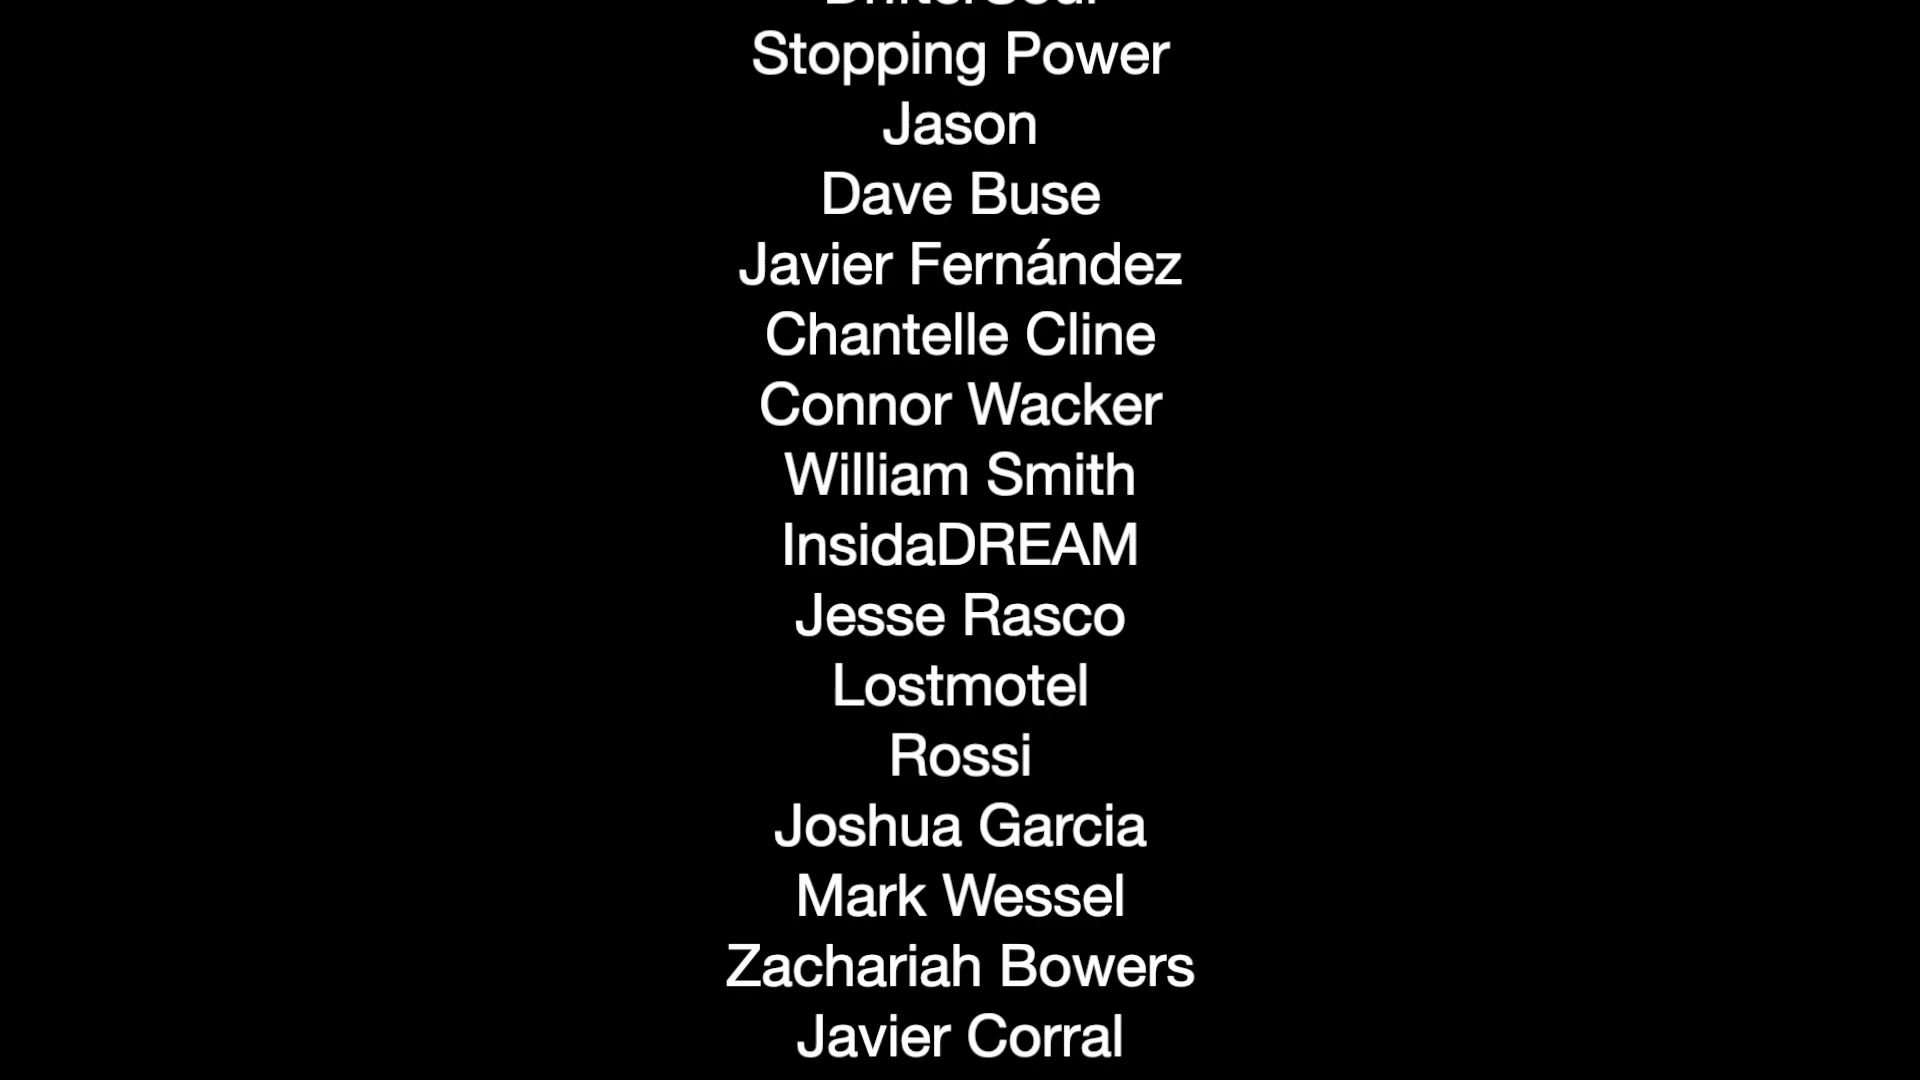 Stopping Power
Jason
Dave Buse
Javier Fernández
Chantelle Cline
Connor Wacker
William Smith
InsidaDREAM
Jesse Rasco
Lostmotel
Rossi
Joshua Garcia
Mark Wessel
Zachariah Bowers
Javier Corral